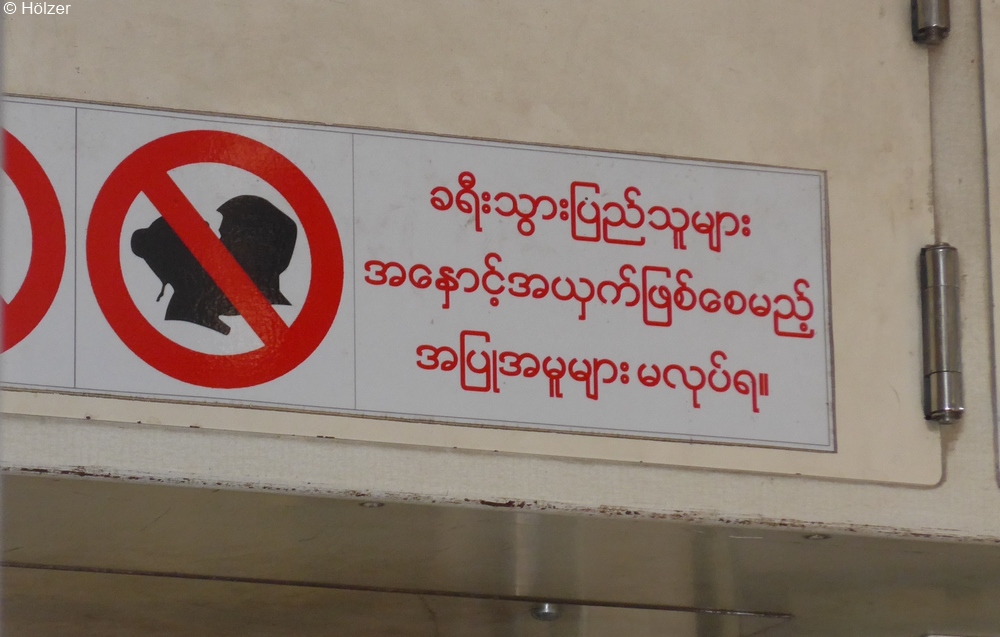 © Hölzer
ခရီးသွားပြည်သူများ
အနှောင့်အယှက်ဖြစ်စေမည့်
အပြုအမူများ မလုပ်ရ။